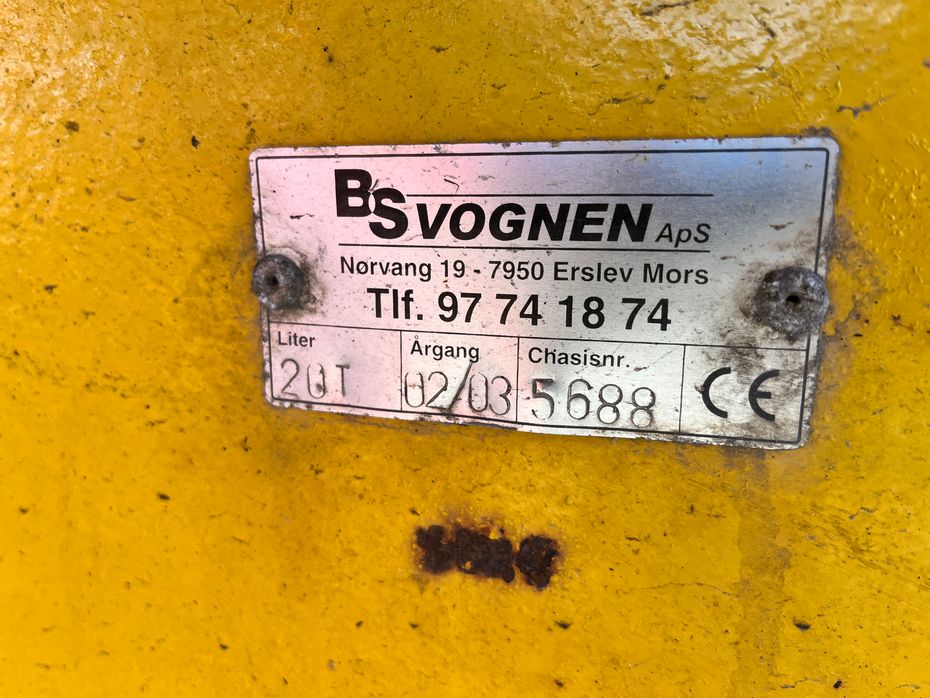 BS VOGNEN ApS
Nørvang 19 - 7950 Erslev Mors
Tlf. 97 74 18 74
Liter Årgang Chasisnr.
20T 02/03 5688 CE